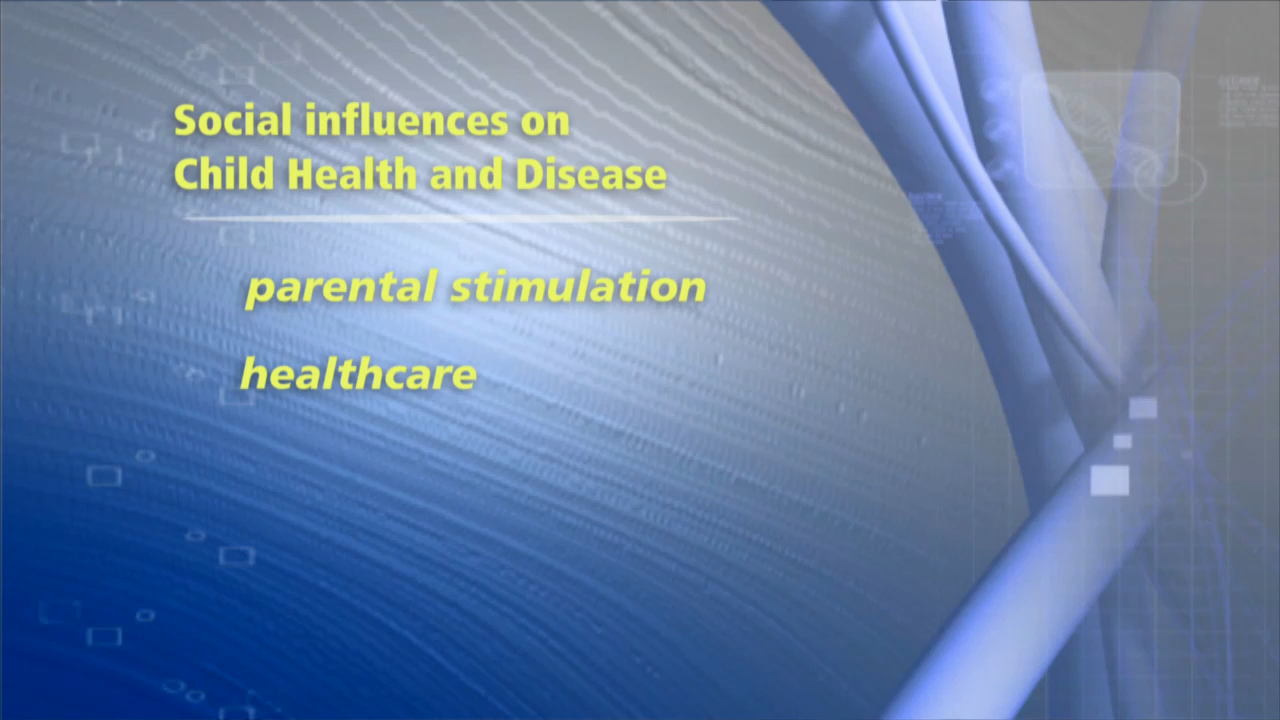 Social influences on
Child Health and Disease
parental stimulation
healthcare